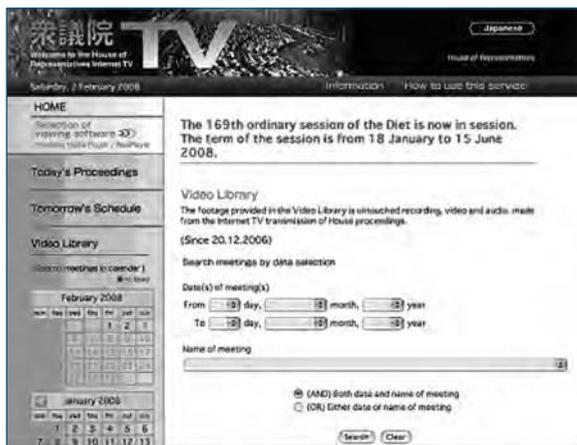 衆議院 TV
Welcome to the House of
Representatives Internet TV
Japanese
House of Representatives
Saturday, 2 February 2008
Information
How to use this service
HOME
Selection of
viewing software
Today's Proceedings
Tomorrow's Schedule
Video Library
February 2008
1 2
January 2008
1 2 3 4 5 6
7 8 9 10 11 12 13
The 169th ordinary session of the Diet is now in session.
The term of the session is from 18 January to 15 June
2008.
Video Library
The footage provided in the Video Library is untouched recording, video and audio, made
from the Internet TV transmission of House proceedings.
(Since 20.12.2006)
Search meetings by data selection
Date(s) of meeting(s)
From day, month, year
To day, month, year
Name of meeting
(AND) Both date and name of meeting
(OR) Either date or name of meeting
Search Clear